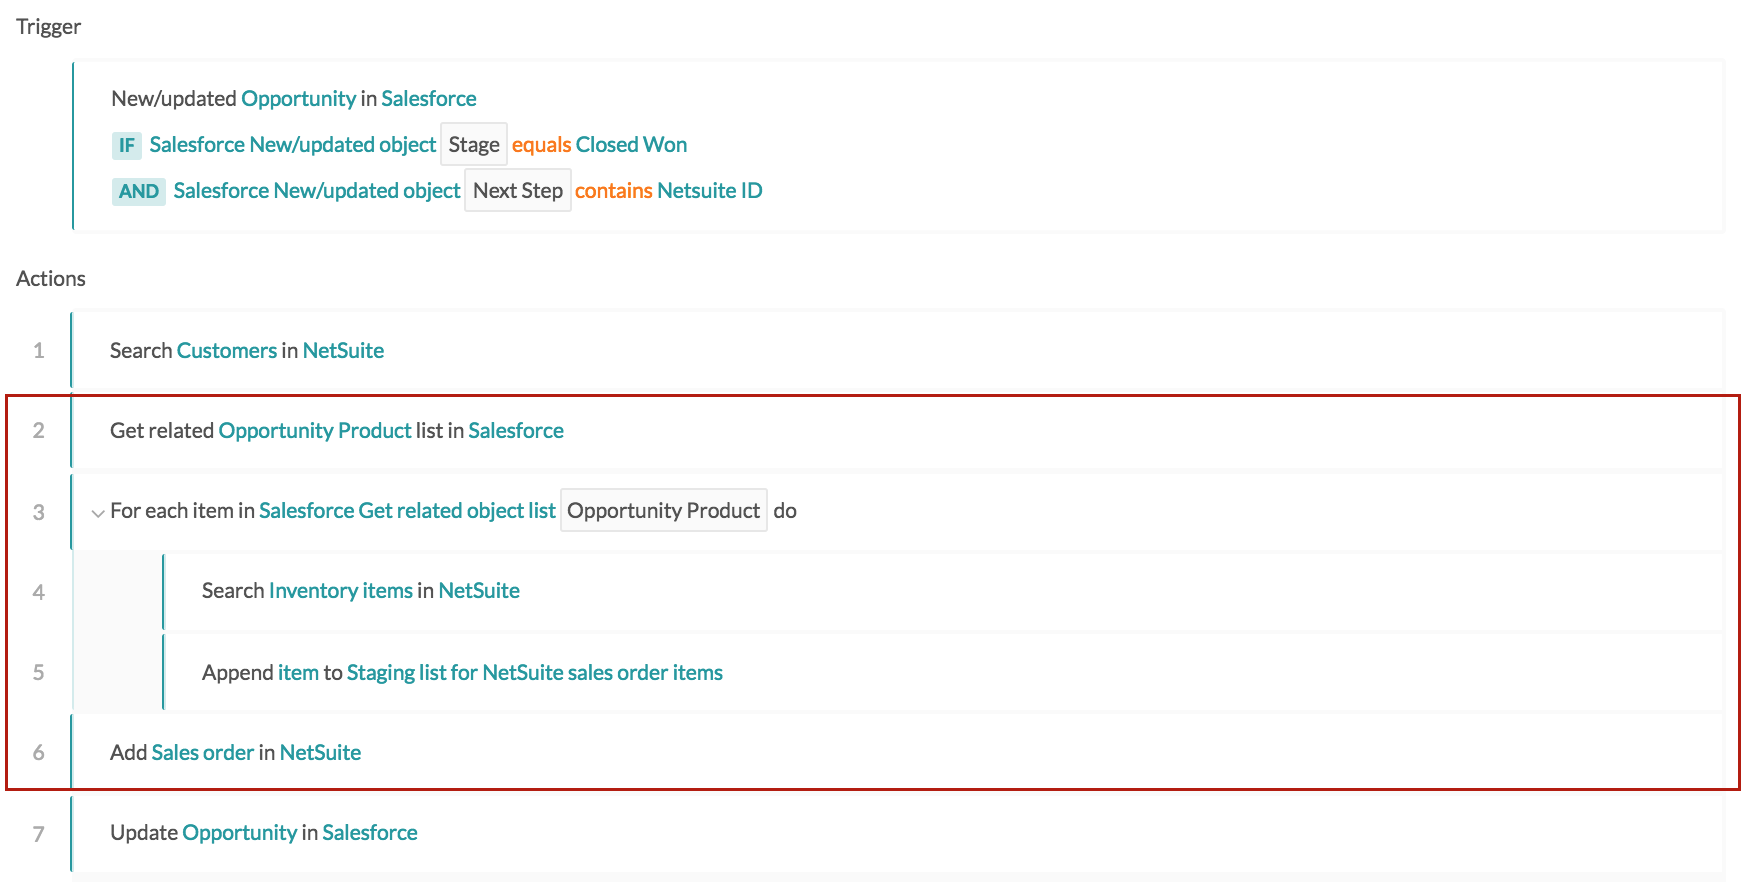 Trigger
New/updated Opportunity in Salesforce
IF Salesforce New/updated object Stage equals Closed Won
AND Salesforce New/updated object Next Step contains Netsuite ID
Actions
1 Search Customers in NetSuite
2 Get related Opportunity Product list in Salesforce
3 For each item in Salesforce Get related object list Opportunity Product do
4 Search Inventory items in NetSuite
5 Append item to Staging list for NetSuite sales order items
6 Add Sales order in NetSuite
7 Update Opportunity in Salesforce